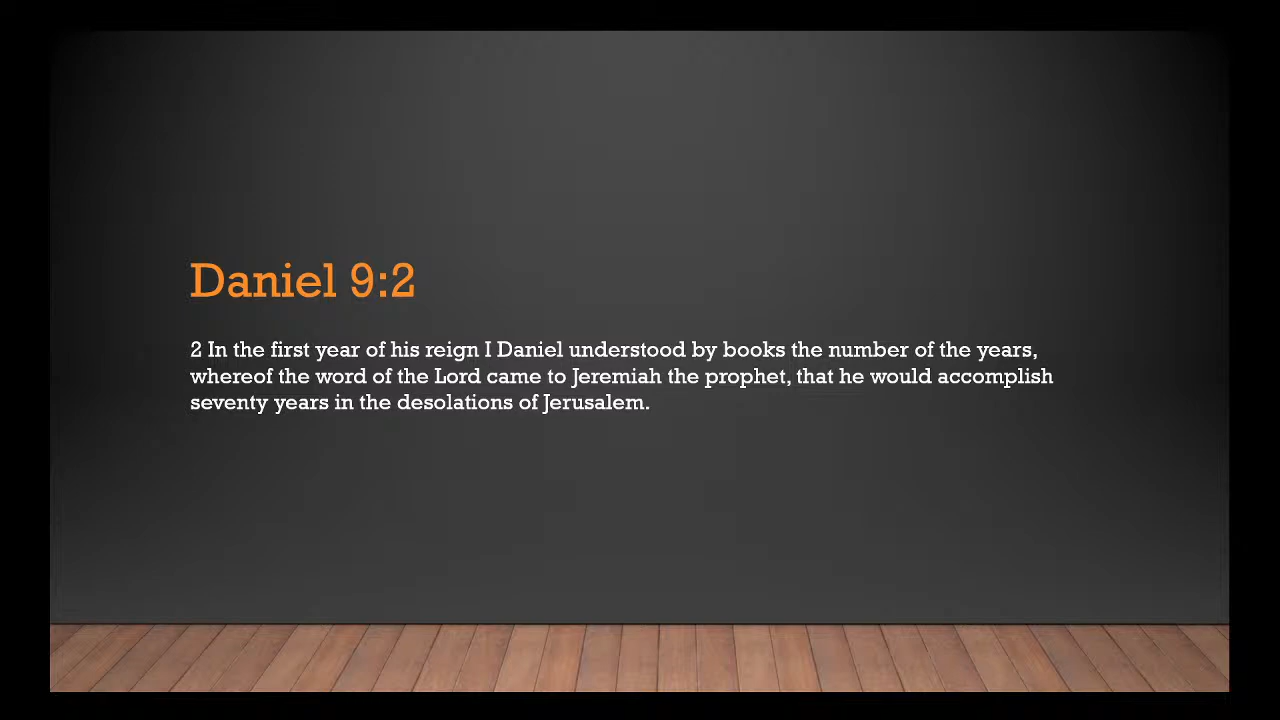 Daniel 9:2
2 In the first year of his reign I Daniel understood by books the number of the years,
whereof the word of the Lord came to Jeremiah the prophet, that he would accomplish
seventy years in the desolations of Jerusalem.